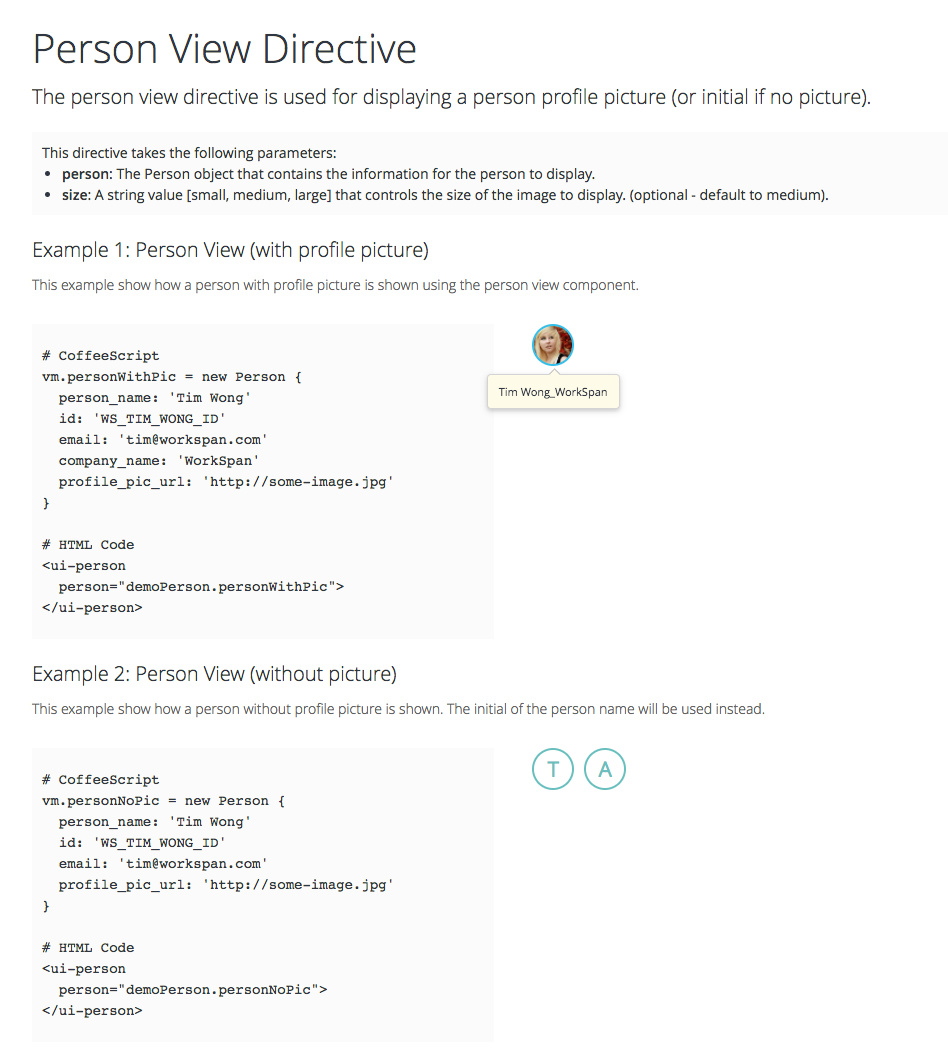 Person View Directive
The person view directive is used for displaying a person profile picture (or initial if no picture).
This directive takes the following parameters:
• person: The Person object that contains the information for the person to display.
• size: A string value [small, medium, large] that controls the size of the image to display. (optional - default to medium).
Example 1: Person View (with profile picture)
This example show how a person with profile picture is shown using the person view component.
# CoffeeScript
vm.personWithPic = new Person {
  person_name: 'Tim Wong'
  id: 'WS_TIM_WONG_ID'
  email: 'tim@workspan.com'
  company_name: 'WorkSpan'
  profile_pic_url: 'http://some-image.jpg'
}
# HTML Code
<ui-person
  person="demoPerson.personWithPic">
</ui-person>
Tim Wong_WorkSpan
Example 2: Person View (without picture)
This example show how a person without profile picture is shown. The initial of the person name will be used instead.
# CoffeeScript
vm.personNoPic = new Person {
  person_name: 'Tim Wong'
  id: 'WS_TIM_WONG_ID'
  email: 'tim@workspan.com'
  profile_pic_url: 'http://some-image.jpg'
}
# HTML Code
<ui-person
  person="demoPerson.personNoPic">
</ui-person>
T A